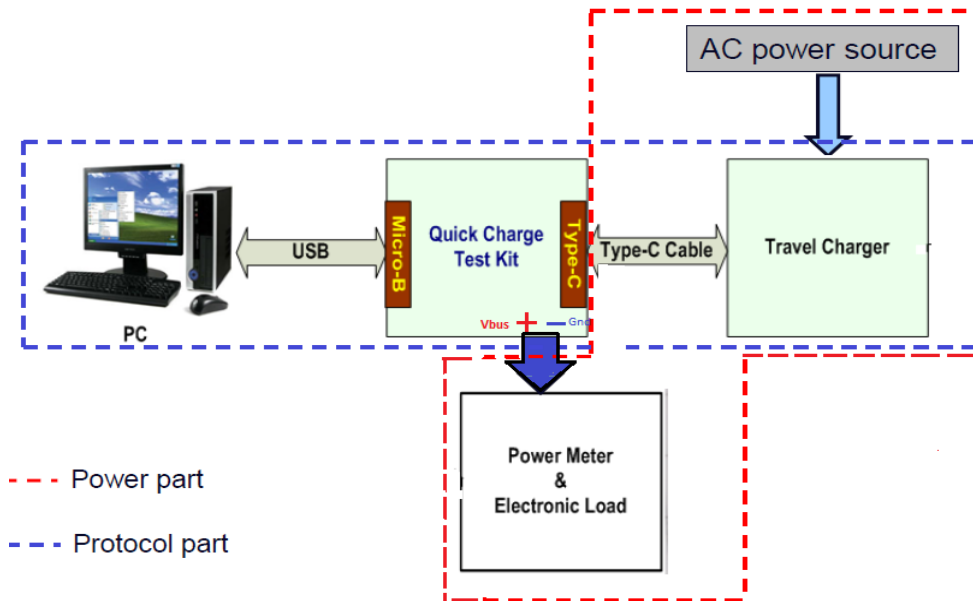 AC power source
PC
USB
Micro-B
Quick Charge
Test Kit
Type-C
Type-C Cable
Travel Charger
Vbus + — Gnd
Power Meter
&
Electronic Load
Power part
Protocol part